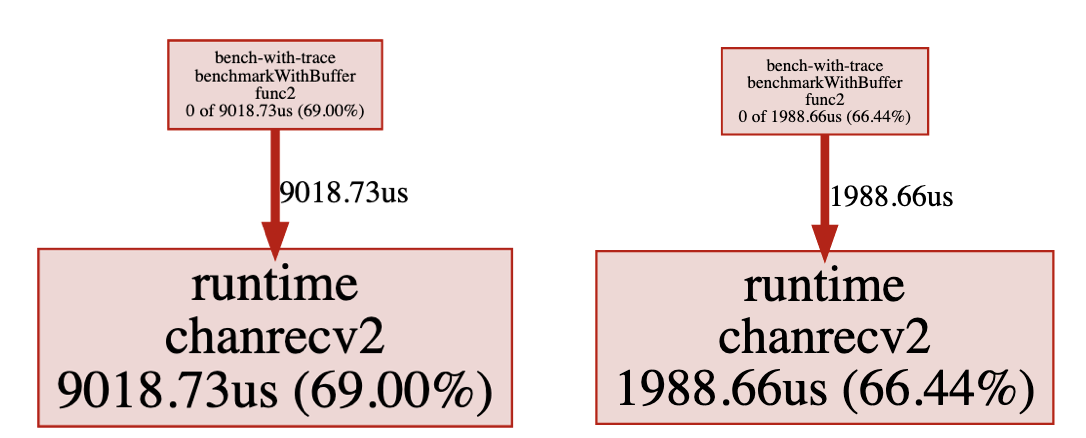 bench-with-trace
benchmarkWithBuffer
func2
0 of 9018.73us (69.00%)
9018.73us
runtime
chanrecv2
9018.73us (69.00%)
bench-with-trace
benchmarkWithBuffer
func2
0 of 1988.66us (66.44%)
1988.66us
runtime
chanrecv2
1988.66us (66.44%)